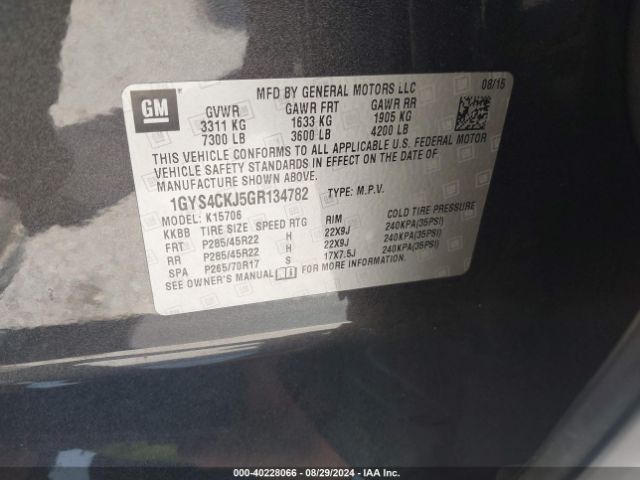 GM
MFD BY GENERAL MOTORS LLC 08/15
GVWR GAWR FRT GAWR RR
3311 KG 1633 KG 1905 KG
7300 LB 3600 LB 4200 LB
THIS VEHICLE CONFORMS TO ALL APPLICABLE U.S. FEDERAL MOTOR
VEHICLE SAFETY STANDARDS IN EFFECT ON THE DATE OF
MANUFACTURE SHOWN ABOVE.
1GYS4CKJ5GR134782 TYPE: M.P.V.
MODEL: K15706
KKBB TIRE SIZE SPEED RTG RIM COLD TIRE PRESSURE
FRT P285/45R22 H 22X9J 240KPA(35PSI)
RR P285/45R22 H 22X9J 240KPA(35PSI)
SPA P265/70R17 S 17X7.5J 240KPA(35PSI)
SEE OWNER'S MANUAL FOR MORE INFORMATION.
000-40228066 - 08/29/2024 - IAA Inc.